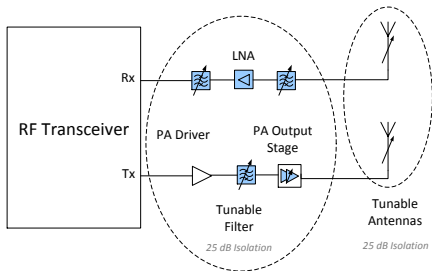 LNA
Rx
RF Transceiver
PA Driver
PA Output
Stage
Tx
Tunable
Filter
25 dB Isolation
Tunable
Antennas
25 dB Isolation